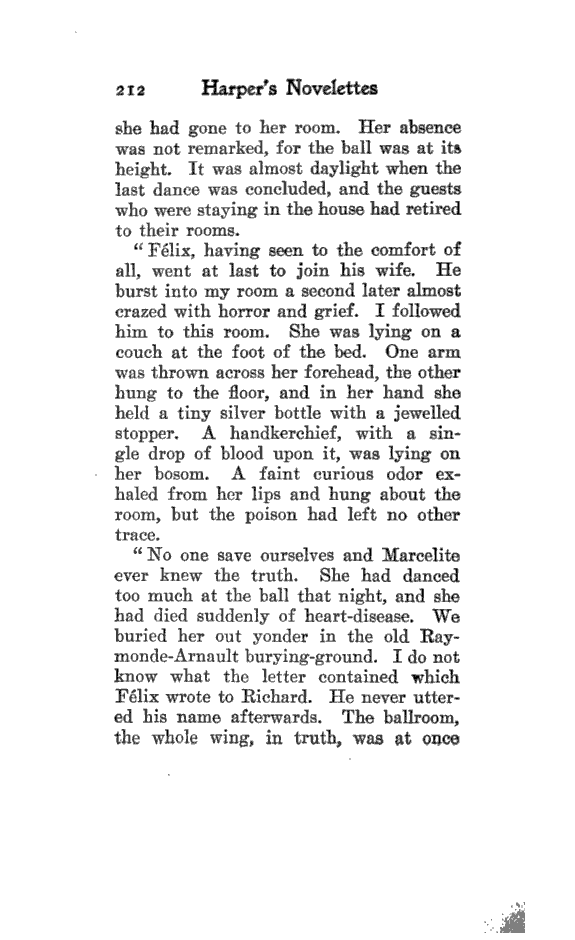 212 Harper's Novelettes
she had gone to her room. Her absence
was not remarked, for the ball was at its
height. It was almost daylight when the
last dance was concluded, and the guests
who were staying in the house had retired
to their rooms.
“Félix, having seen to the comfort of
all, went at last to join his wife. He
burst into my room a second later almost
crazed with horror and grief. I followed
him to this room. She was lying on a
couch at the foot of the bed. One arm
was thrown across her forehead, the other
hung to the floor, and in her hand she
held a tiny silver bottle with a jewelled
stopper. A handkerchief, with a sin-
gle drop of blood upon it, was lying on
her bosom. A faint curious odor ex-
haled from her lips and hung about the
room, but the poison had left no other
trace.
“No one save ourselves and Marcelite
ever knew the truth. She had danced
too much at the ball that night, and she
had died suddenly of heart-disease. We
buried her out yonder in the old Ray-
monde-Arnault burying-ground. I do not
know what the letter contained which
Félix wrote to Richard. He never utter-
ed his name afterwards. The ballroom,
the whole wing, in truth, was at once